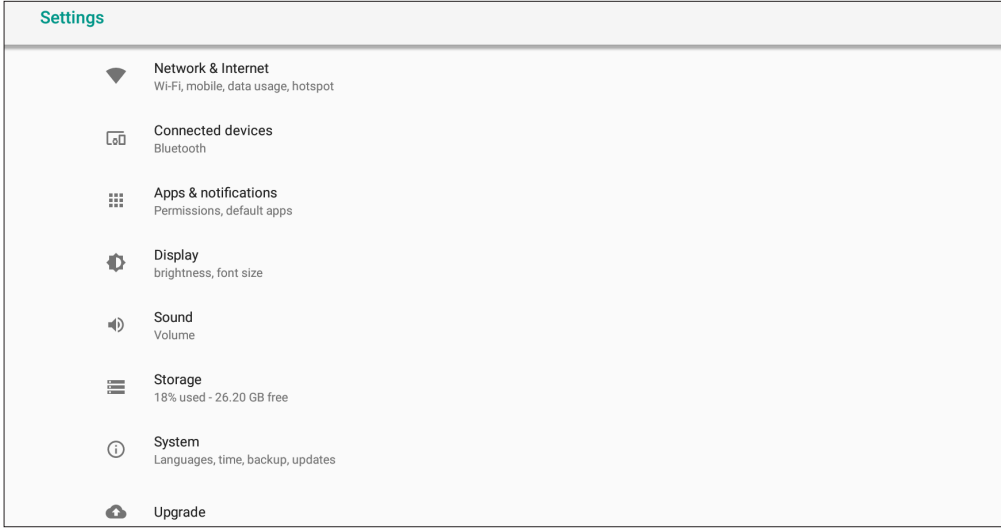 Settings
Network & Internet
Wi-Fi, mobile, data usage, hotspot
Connected devices
Bluetooth
Apps & notifications
Permissions, default apps
Display
brightness, font size
Sound
Volume
Storage
18% used - 26.20 GB free
System
Languages, time, backup, updates
Upgrade